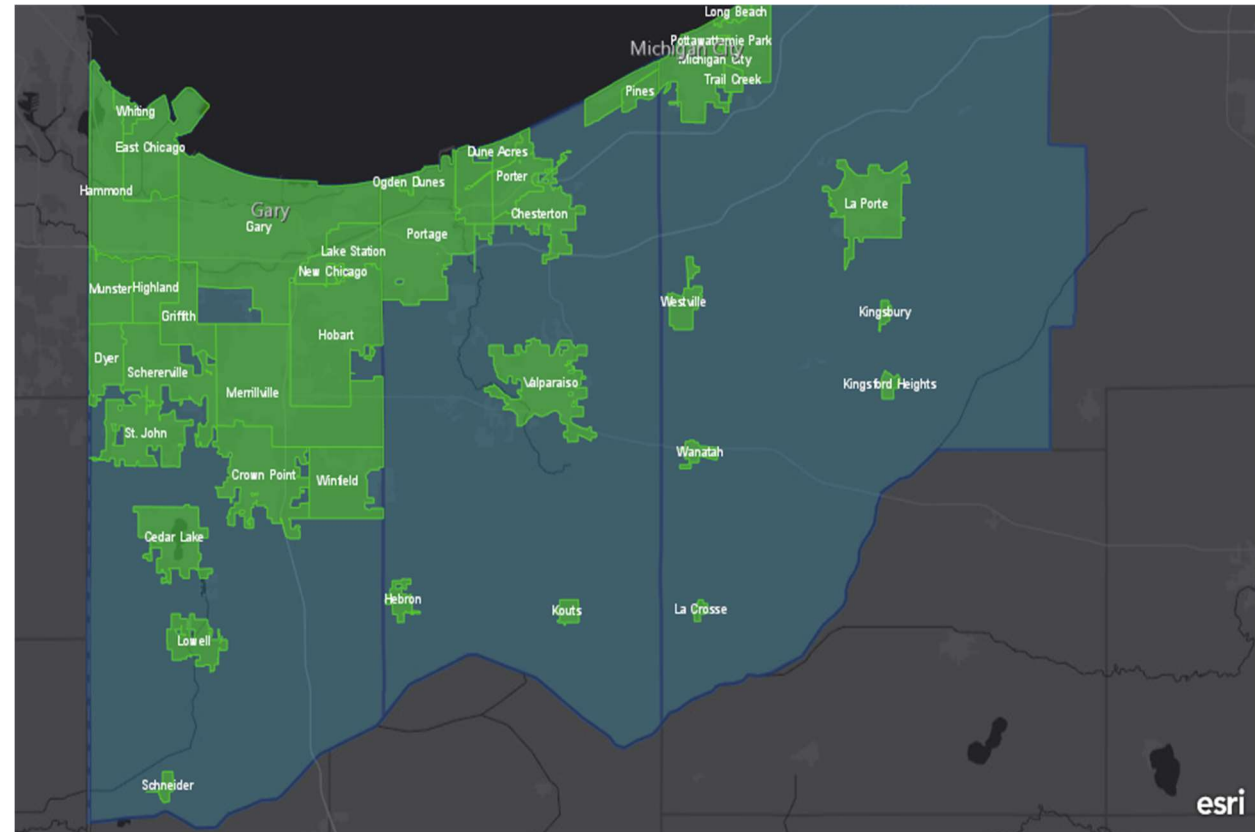 Long Beach
Pottawattamie Park
Michigan City
Michigan City
Trail Creek
Pines
Whiting
East Chicago
Dune Acres
Ogden Dunes
Porter
Hammond
La Porte
Gary
Chesterton
Gary
Portage
Lake Station
New Chicago
Munster
Highland
Westville
Griffith
Kingsbury
Hobart
Dyer
Schererville
Valparaiso
Kingsford Heights
Merrillville
St. John
Wanatah
Crown Point
Winfield
Cedar Lake
Hebron
Kouts
La Crosse
Lowell
Schneider
esri